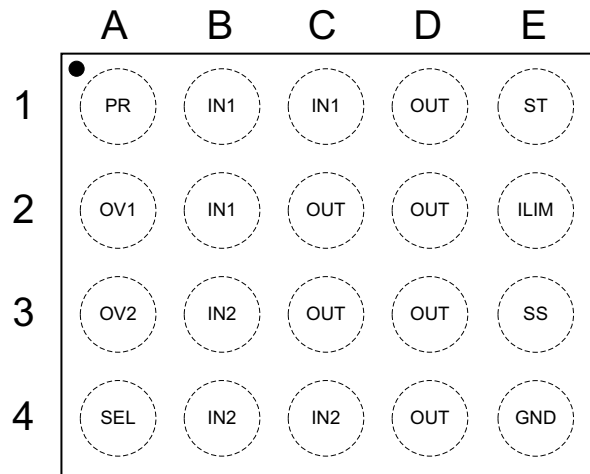 A B C D E
1 PR IN1 IN1 OUT ST
2 OV1 IN1 OUT OUT ILIM
3 OV2 IN2 OUT OUT SS
4 SEL IN2 IN2 OUT GND